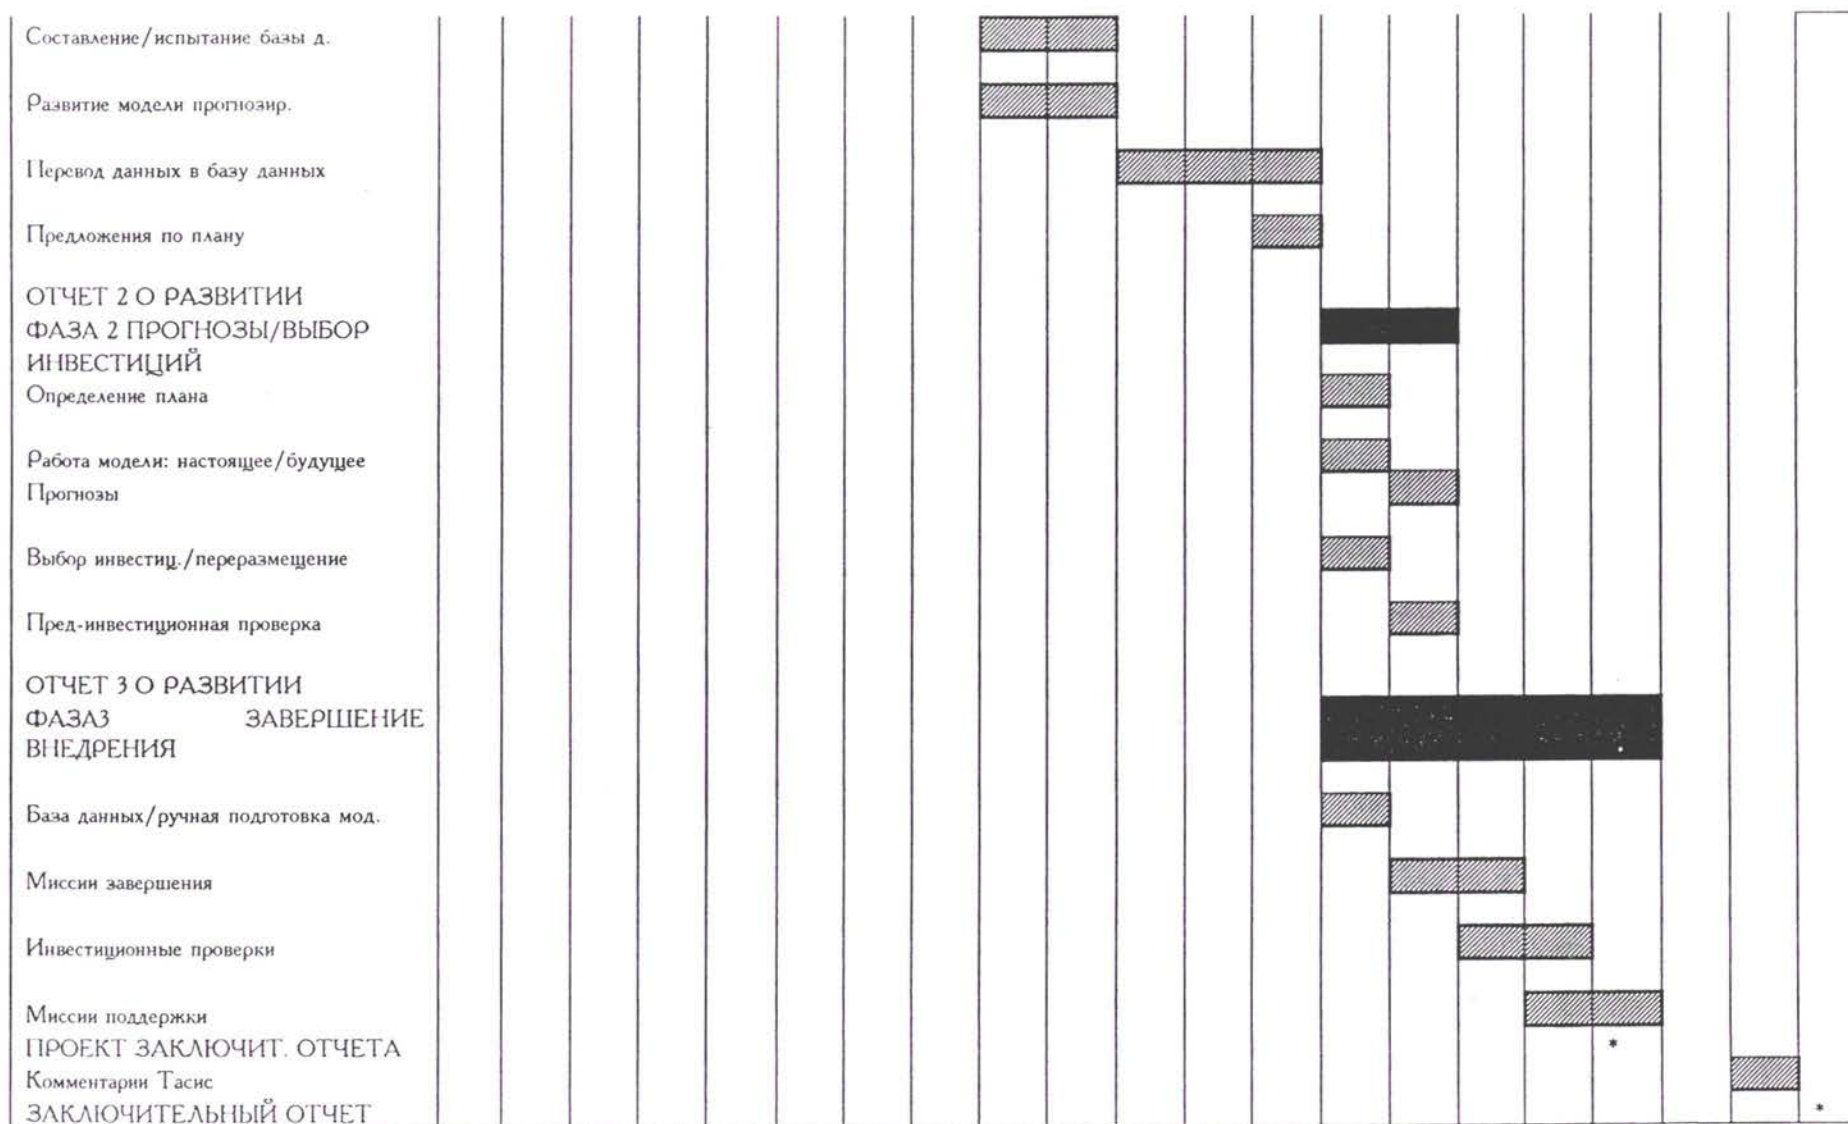 Составление/испытание базы д.
Развитие модели прогнозир.
Перевод данных в базу данных
Предложения по плану
ОТЧЕТ 2 О РАЗВИТИИ
ФАЗА 2 ПРОГНОЗЫ/ВЫБОР
ИНВЕСТИЦИЙ
Определение плана
Работа модели: настоящее/будущее
Прогнозы
Выбор инвестиц./переразмещение
Пред-инвестиционная проверка
ОТЧЕТ 3 О РАЗВИТИИ
ФАЗА3 ЗАВЕРШЕНИЕ
ВНЕДРЕНИЯ
База данных/ручная подготовка мод.
Миссии завершения
Инвестиционные проверки
Миссии поддержки
ПРОЕКТ ЗАКЛЮЧИТ. ОТЧЕТА *
Комментарии Тасис
ЗАКЛЮЧИТЕЛЬНЫЙ ОТЧЕТ *